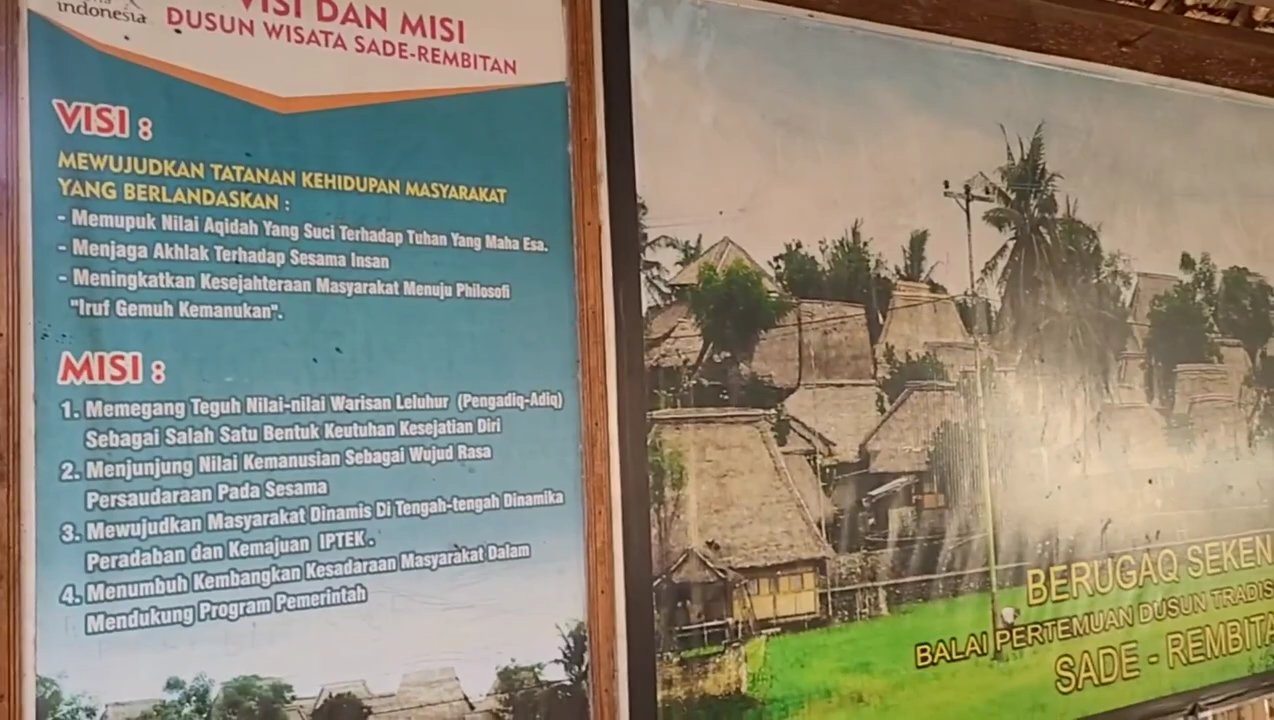 indonesia
VISI DAN MISI
DUSUN WISATA SADE-REMBITAN
VISI :
MEWUJUDKAN TATANAN KEHIDUPAN MASYARAKAT
YANG BERLANDASKAN :
- Memupuk Nilai Aqidah Yang Suci Terhadap Tuhan Yang Maha Esa.
- Menjaga Akhlak Terhadap Sesama Insan
- Meningkatkan Kesejahteraan Masyarakat Menuju Philosofi
"Iruf Gemuh Kemanukan".
MISI :
1. Memegang Teguh Nilai-nilai Warisan Leluhur (Pengadiq-Adiq)
Sebagai Salah Satu Bentuk Keutuhan Kesejatian Diri
2. Menjunjung Nilai Kemanusian Sebagai Wujud Rasa
Persaudaraan Pada Sesama
3. Mewujudkan Masyarakat Dinamis Di Tengah-tengah Dinamika
Peradaban dan Kemajuan IPTEK .
4. Menumbuh Kembangkan Kesadaraan Masyarakat Dalam
Mendukung Program Pemerintah
BERUGAQ SEKEN
BALAI PERTEMUAN DUSUN TRADIS
SADE - REMBITA